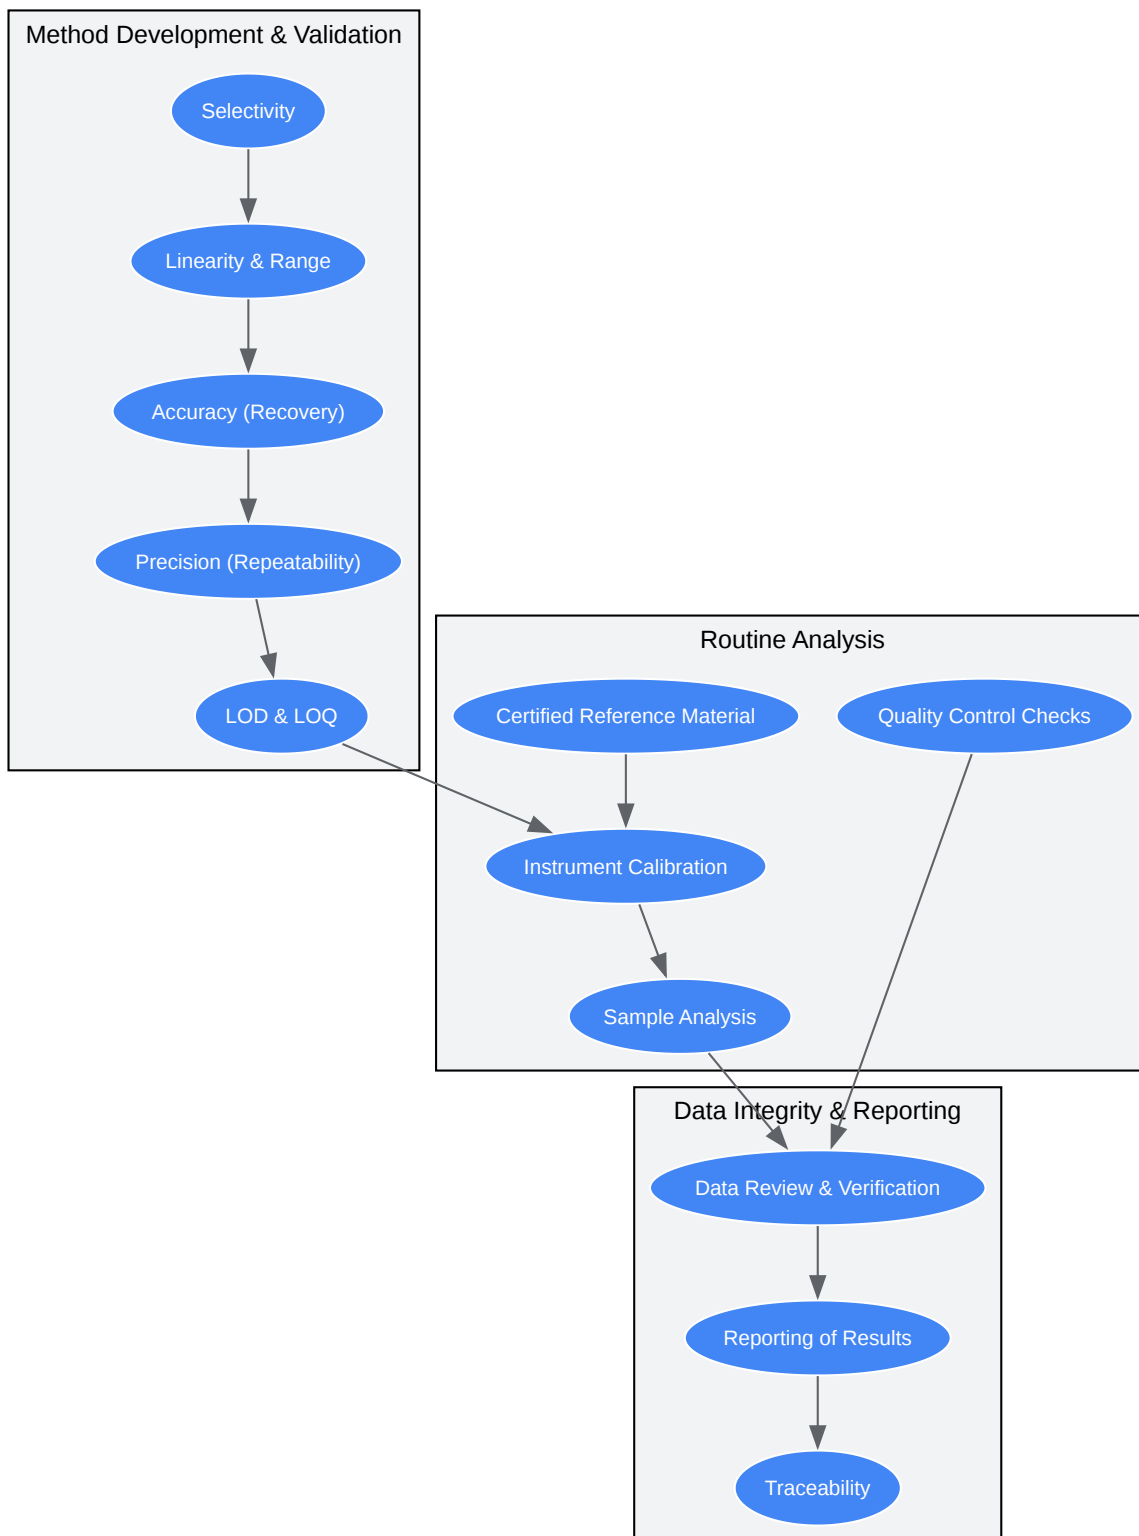 Method Development & Validation
Selectivity
Linearity & Range
Accuracy (Recovery)
Precision (Repeatability)
LOD & LOQ
Routine Analysis
Certified Reference Material
Quality Control Checks
Instrument Calibration
Sample Analysis
Data Integrity & Reporting
Data Review & Verification
Reporting of Results
Traceability